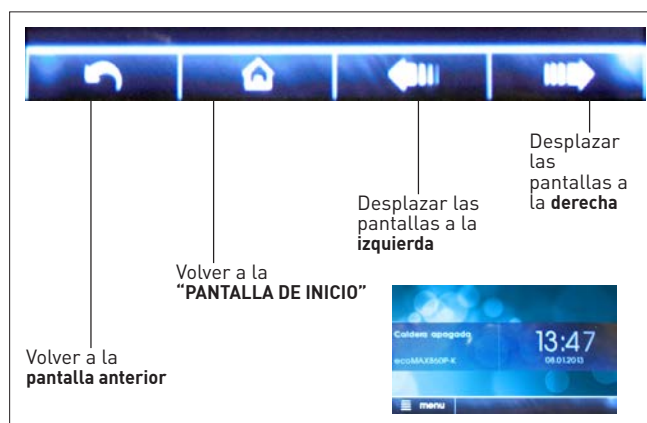 Desplazar
las
pantallas a
la derecha
Desplazar las
pantallas a la
izquierda
Volver a la
“PANTALLA DE INICIO”
Volver a la
pantalla anterior
Caldera apagada
13:47
ecoMAX860P-K
08.01.2013
menu